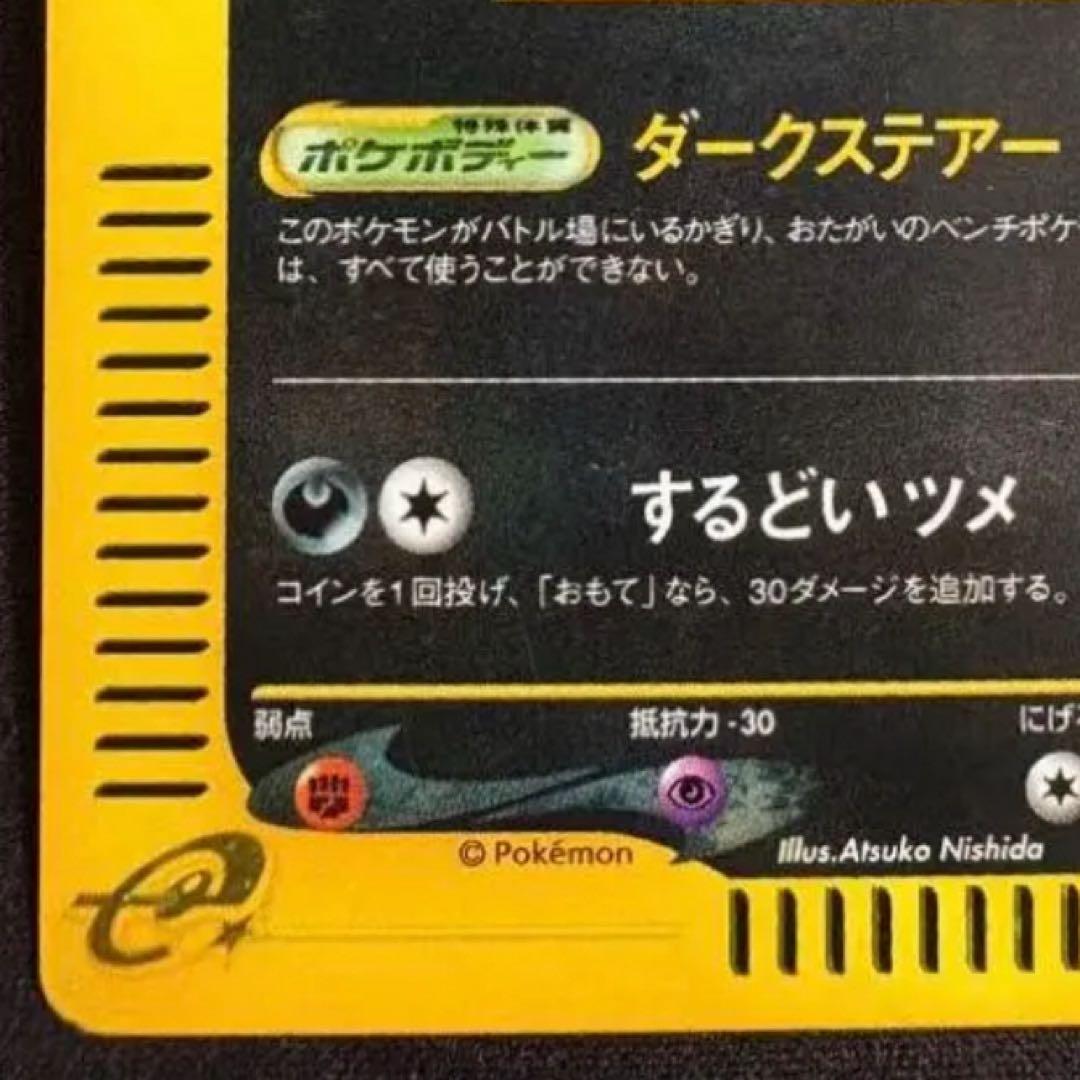 特殊体質
ポケボディー ダークステアー
このポケモンがバトル場にいるかぎり、おたがいのベンチポケ
は、すべて使うことができない。
するどいツメ
コインを1回投げ、「おもて」なら、30ダメージを追加する。
弱点 抵抗力 -30 にげ
© Pokémon
Illus.Atsuko Nishida
e